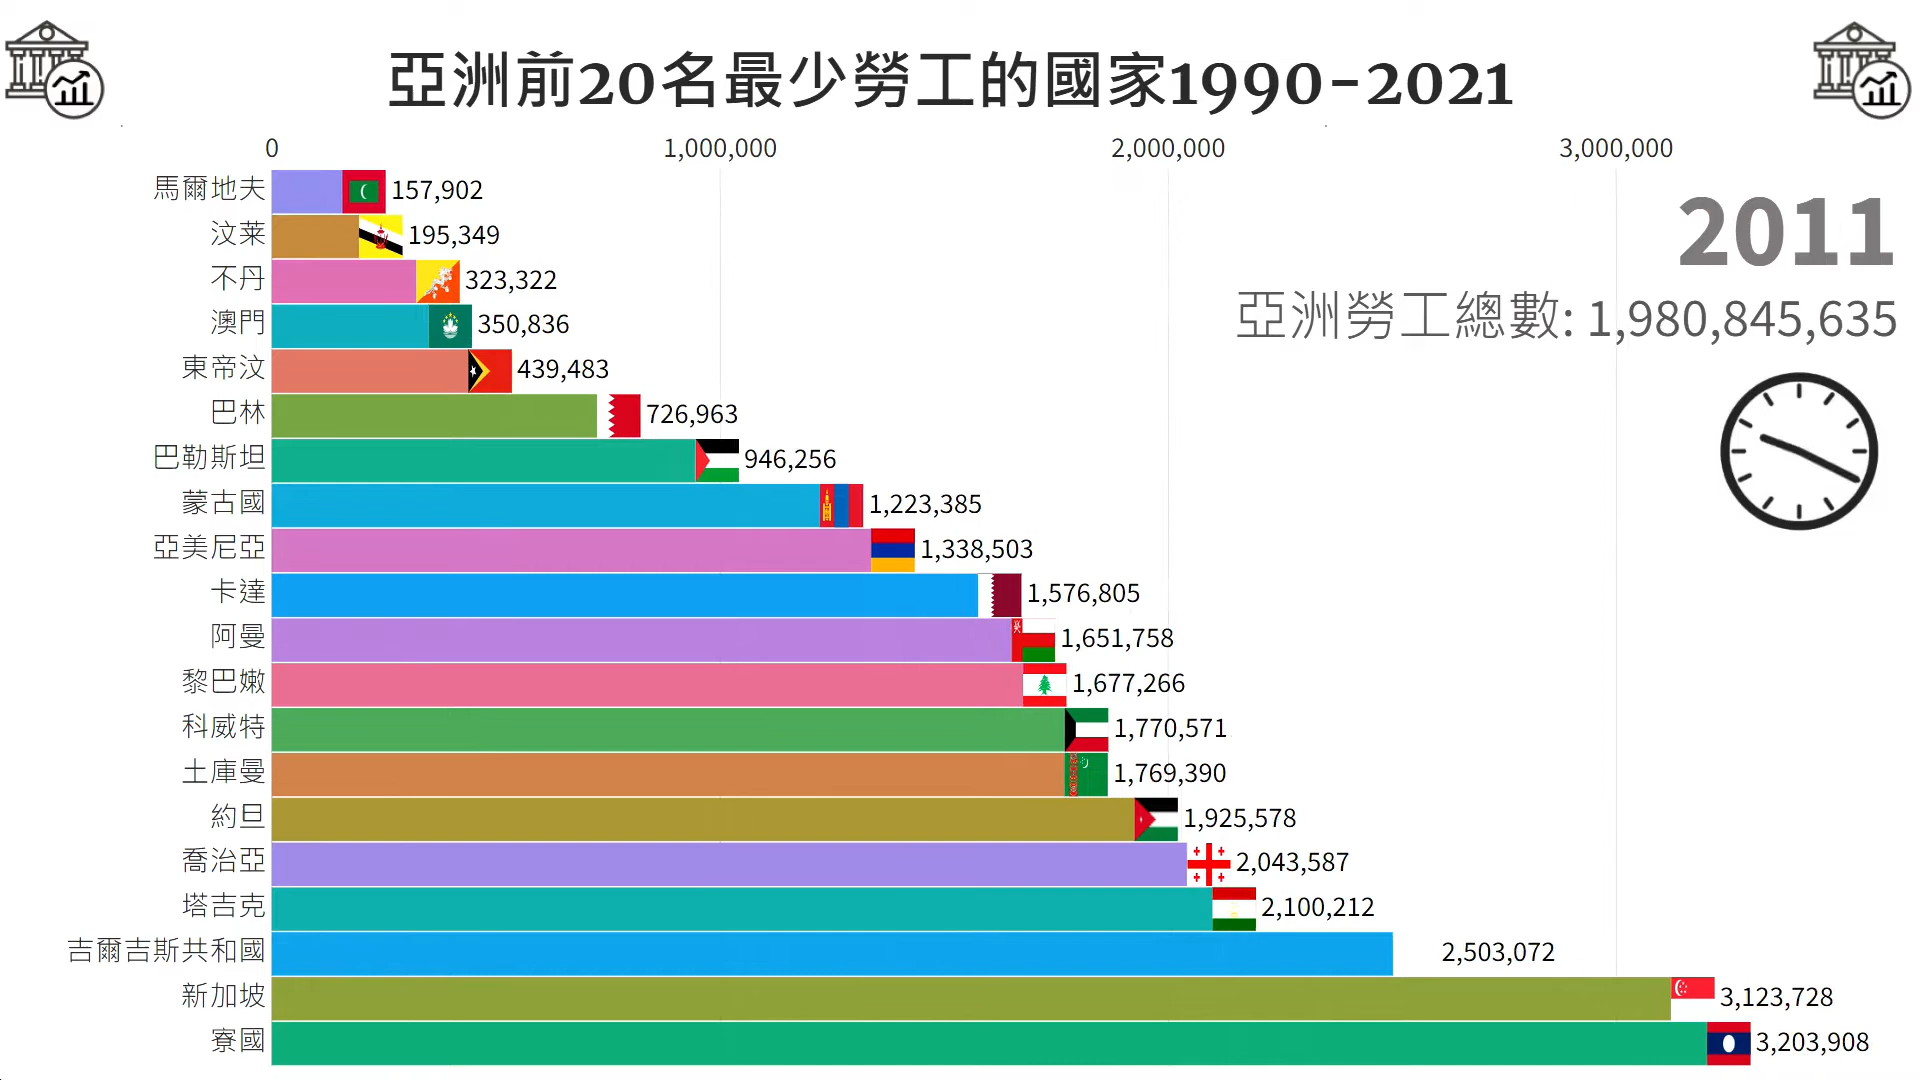 亞洲前20名最少勞工的國家1990-2021
0 1,000,000 2,000,000 3,000,000
馬爾地夫 157,902
汶莱 195,349
2011
不丹 323,322
澳門 350,836
亞洲勞工總數: 1,980,845,635
東帝汶 439,483
巴林 726,963
巴勒斯坦 946,256
蒙古國 1,223,385
亞美尼亞 1,338,503
卡達 1,576,805
阿曼 1,651,758
黎巴嫩 1,677,266
科威特 1,770,571
土庫曼 1,769,390
約旦 1,925,578
喬治亞 2,043,587
塔吉克 2,100,212
吉爾吉斯共和國 2,503,072
新加坡 3,123,728
寮國 3,203,908